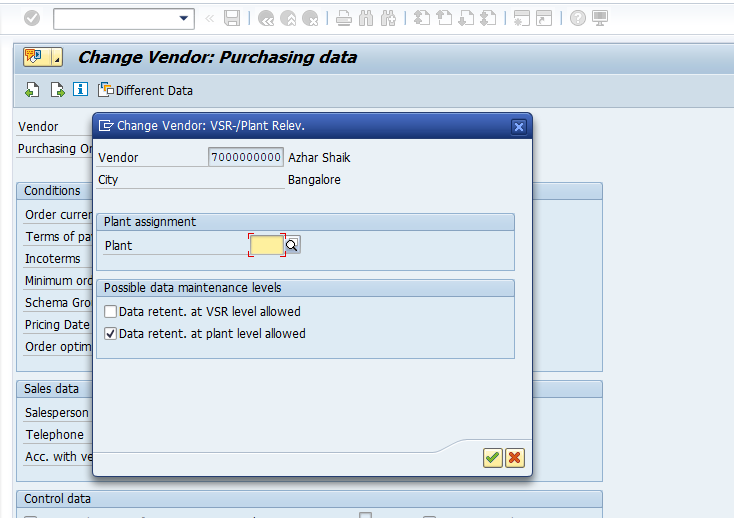 Change Vendor: Purchasing data
Different Data
Vendor
Purchasing Or
Conditions
Order curren
Terms of pa
Incoterms
Minimum ord
Schema Gro
Pricing Date
Order optim
Sales data
Salesperson
Telephone
Acc. with ve
Control data
Change Vendor: VSR-/Plant Relev.
Vendor 7000000000 Azhar Shaik
City Bangalore
Plant assignment
Plant
Possible data maintenance levels
Data retent. at VSR level allowed
Data retent. at plant level allowed